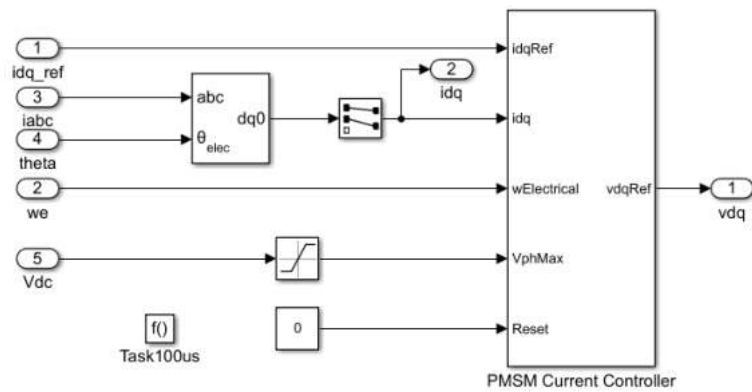 1
idq_ref
3
iabc
4
theta
2
we
5
Vdc
abc
θelec
dq0
2
idq
idqRef
idq
wElectrical
VphMax
Reset
vdqRef
1
vdq
0
f()
Task100us
PMSM Current Controller